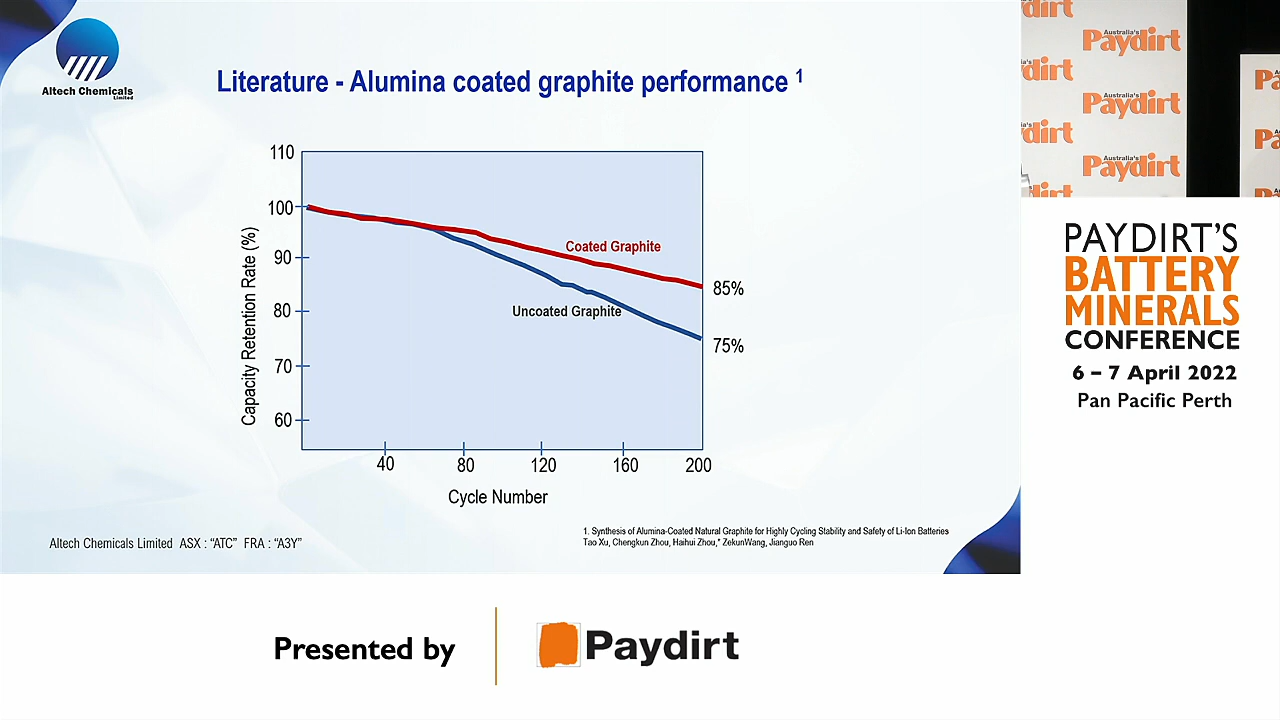 Altech Chemicals
Limited
Literature - Alumina coated graphite performance 1
110
100
90
80
70
60
Capacity Retention Rate (%)
Coated Graphite
Uncoated Graphite
85%
75%
40
80
120
160
200
Cycle Number
1. Synthesis of Alumina-Coated Natural Graphite for Highly Cycling Stability and Safety of Li-Ion Batteries
Tao Xu, Chengkun Zhou, Haihui Zhou,* ZekunWang, Jianguo Ren
Altech Chemicals Limited ASX : “ATC” FRA : “A3Y”
Australia's
Paydirt
Australia's
Paydirt
Australia's
Paydirt
PAYDIRT’S
BATTERY
MINERALS
CONFERENCE
6 – 7 April 2022
Pan Pacific Perth
Presented by
Paydirt